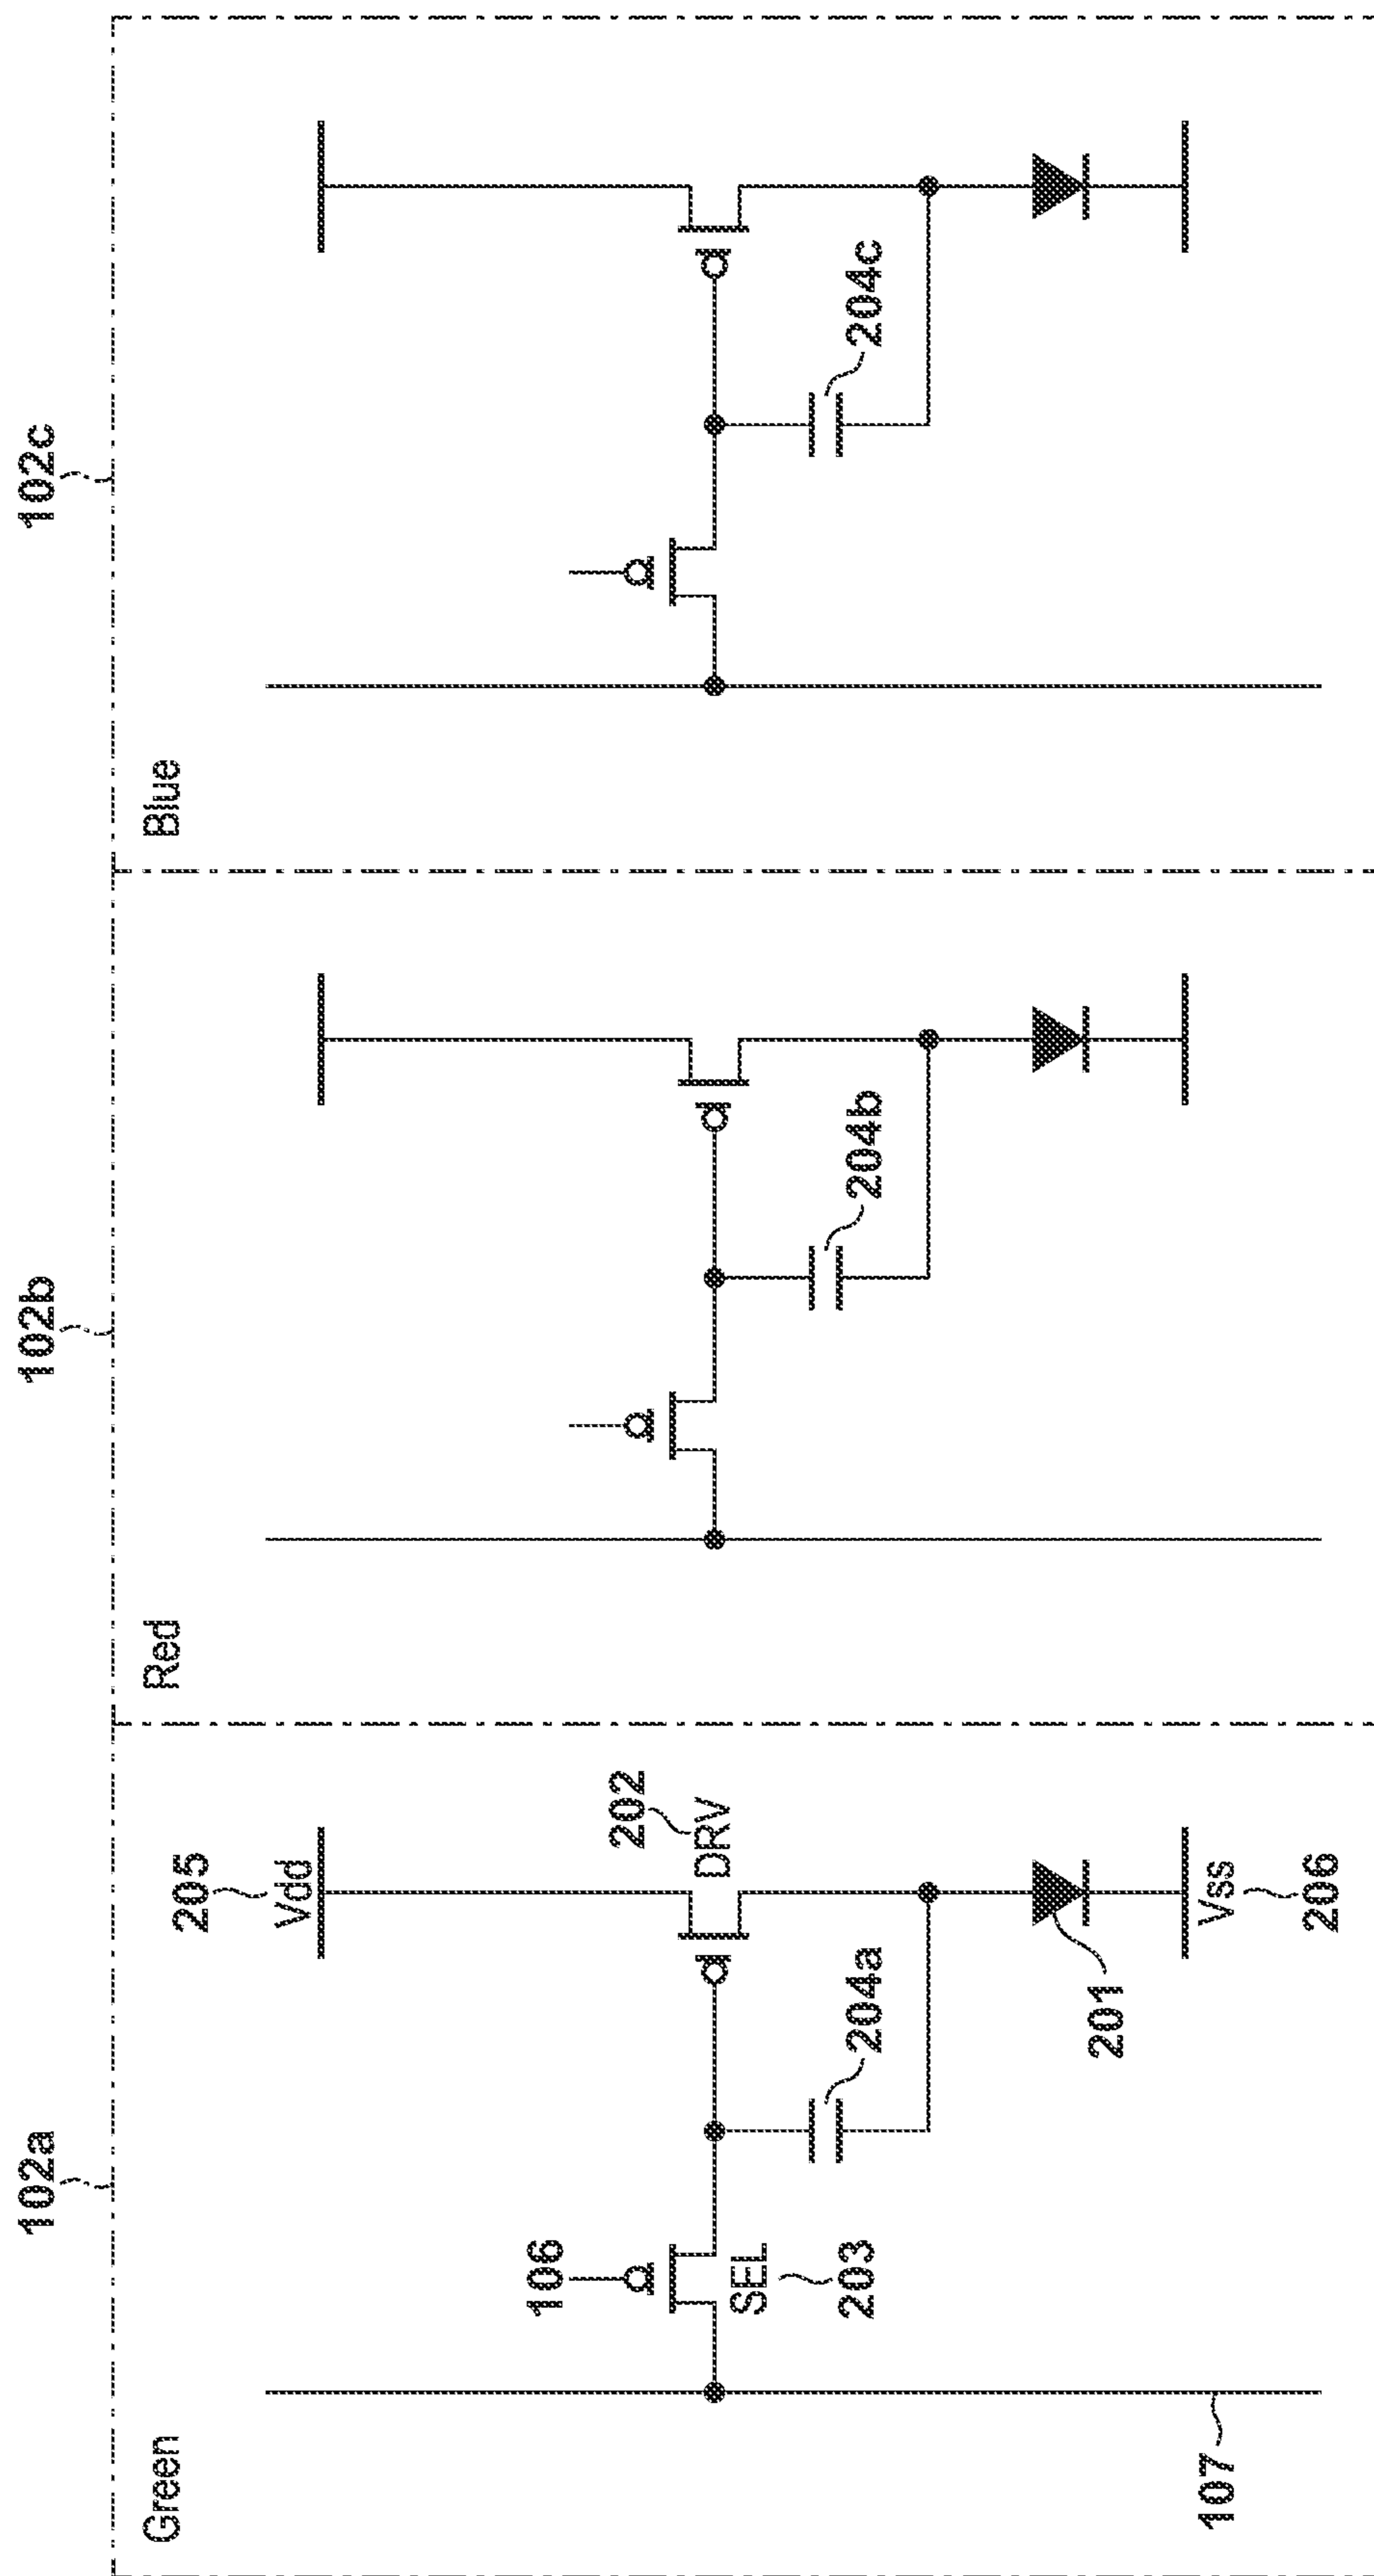 102a
102b
102c
Green
Red
Blue
205
Vdd
202
DRV
106
SEL
203
204a
204b
204c
201
Vss
206
107